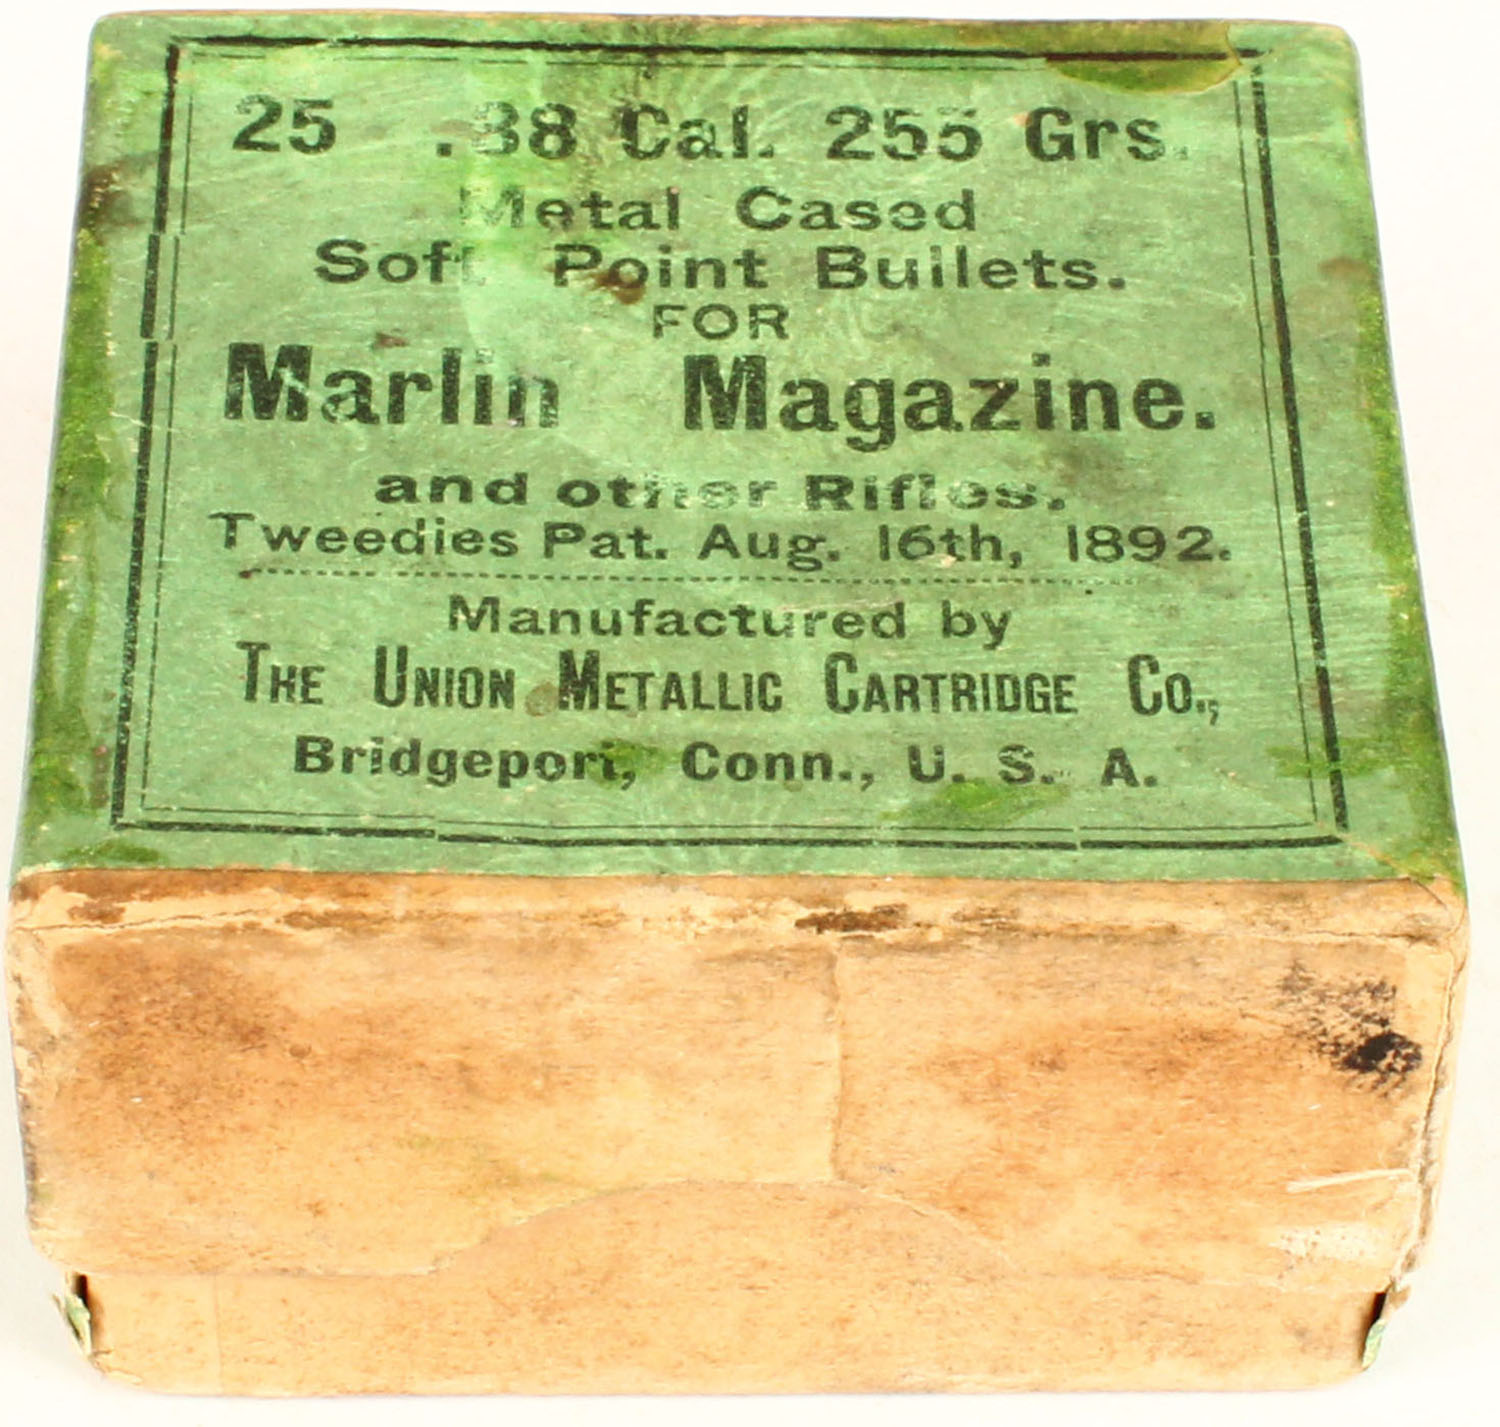 25 .38 Cal. 255 Grs.
Metal Cased
Soft Point Bullets.
FOR
Marlin Magazine.
and other Rifles.
Tweedies Pat. Aug. 16th, 1892.
Manufactured by
THE UNION METALLIC CARTRIDGE CO.,
Bridgeport, Conn., U. S. A.